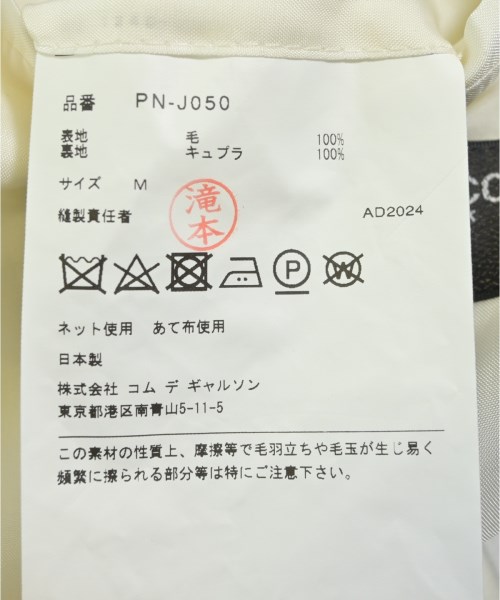 品番 PN-J050
表地 毛 100%
裏地 キュプラ 100%
サイズ M
滝本
縫製責任者 AD2024
P
W
ネット使用 あて布使用
日本製
株式会社 コム デ ギャルソン
東京都港区南青山5-11-5
この素材の性質上、摩擦等で毛羽立ちや毛玉が生じ易く
頻繁に擦られる部分等は特にご注意下さい。
CO